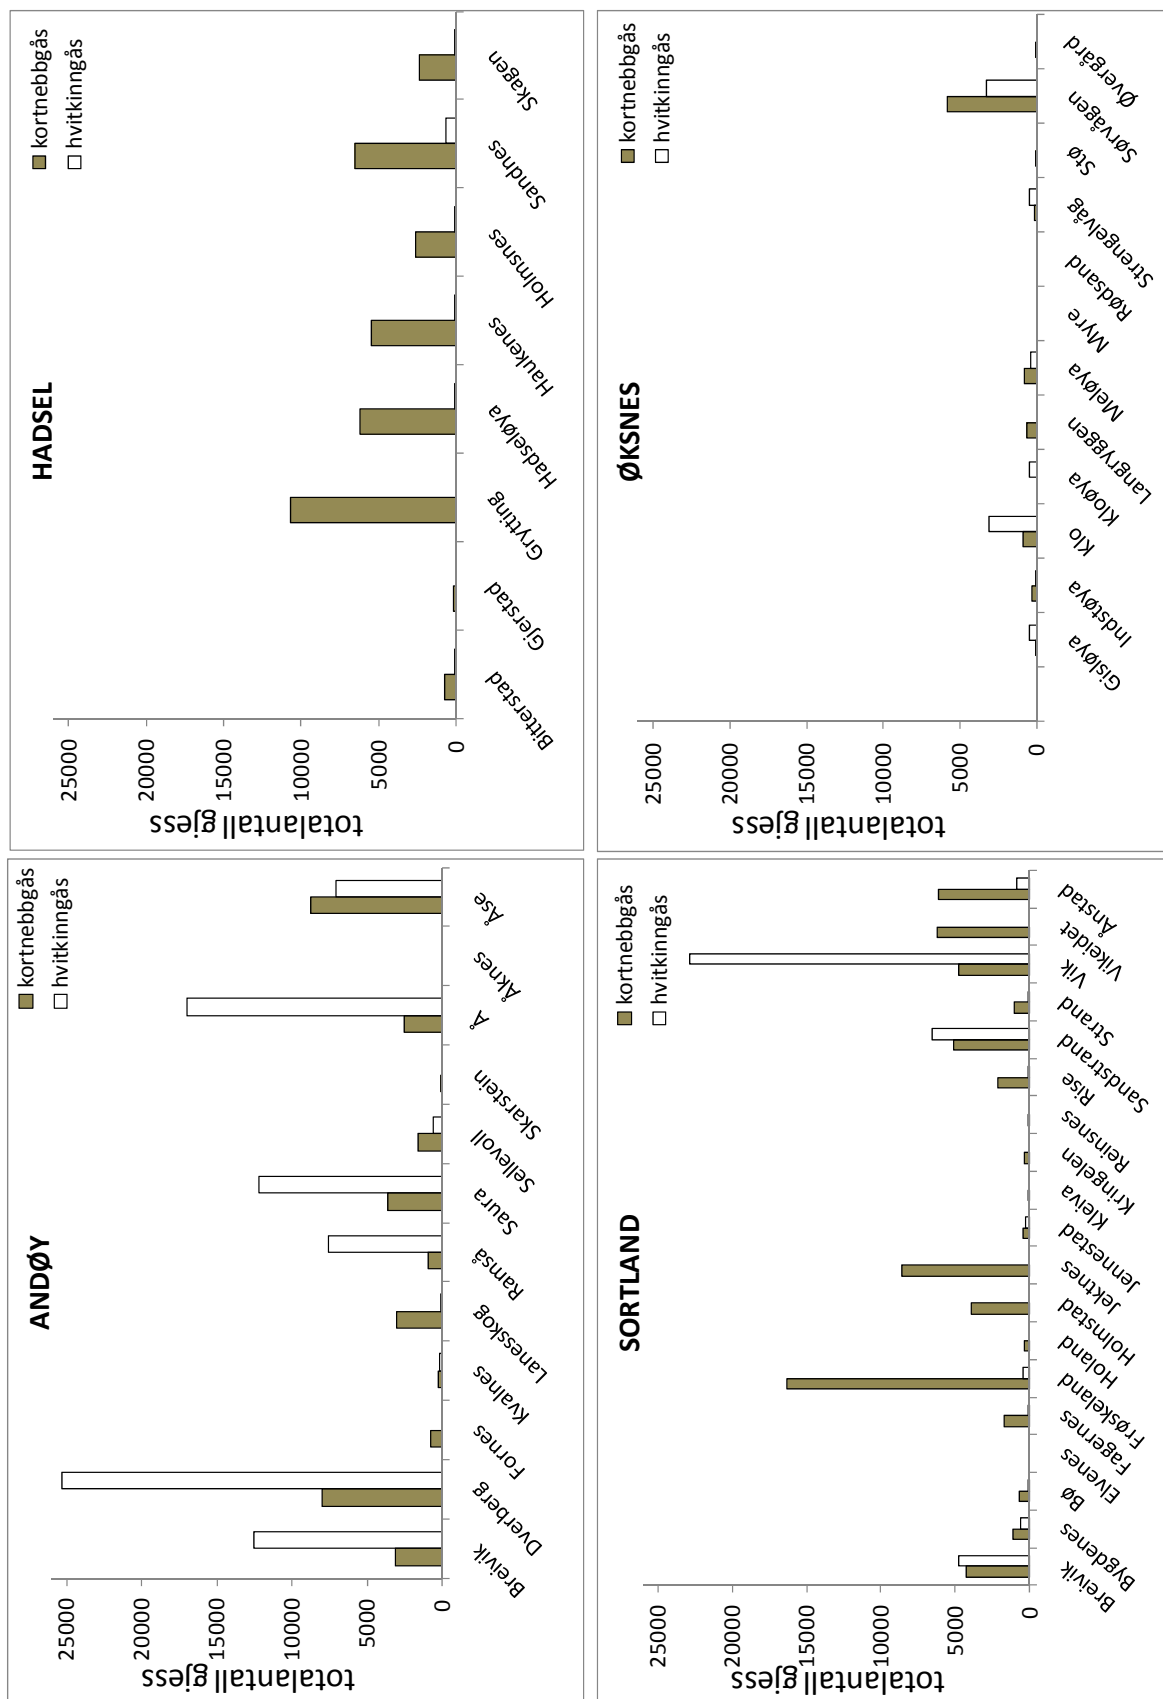 ANDØY
kortnebbgås
hvitkinngås
totalantall gjess
25000
20000
15000
10000
5000
0
Breivik
Dverberg
Fornes
Kvalnes
Lanesskog
Ramså
Saura
Sellevoll
Skarstein
Å
Åknes
Åse
HADSEL
kortnebbgås
hvitkinngås
totalantall gjess
25000
20000
15000
10000
5000
0
Bitterstad
Gjerstad
Grytting
Hadseløya
Haukenes
Holmsnes
Sandnes
Skagen
SORTLAND
kortnebbgås
hvitkinngås
totalantall gjess
25000
20000
15000
10000
5000
0
Breivik
Bygdenes
Bø
Elvenes
Fagernes
Frøskeland
Holand
Holmstad
Jektnes
Jennestad
Kleiva
Kringelen
Reinsnes
Rise
Sandstrand
Strand
Vik
Vikeidet
Ånstad
ØKSNES
kortnebbgås
hvitkinngås
totalantall gjess
25000
20000
15000
10000
5000
0
Gisløya
Indstøya
Klo
Kloøya
Langryggen
Meløya
Myre
Rødsand
Strengelvåg
Stø
Sørvågen
Øvergård